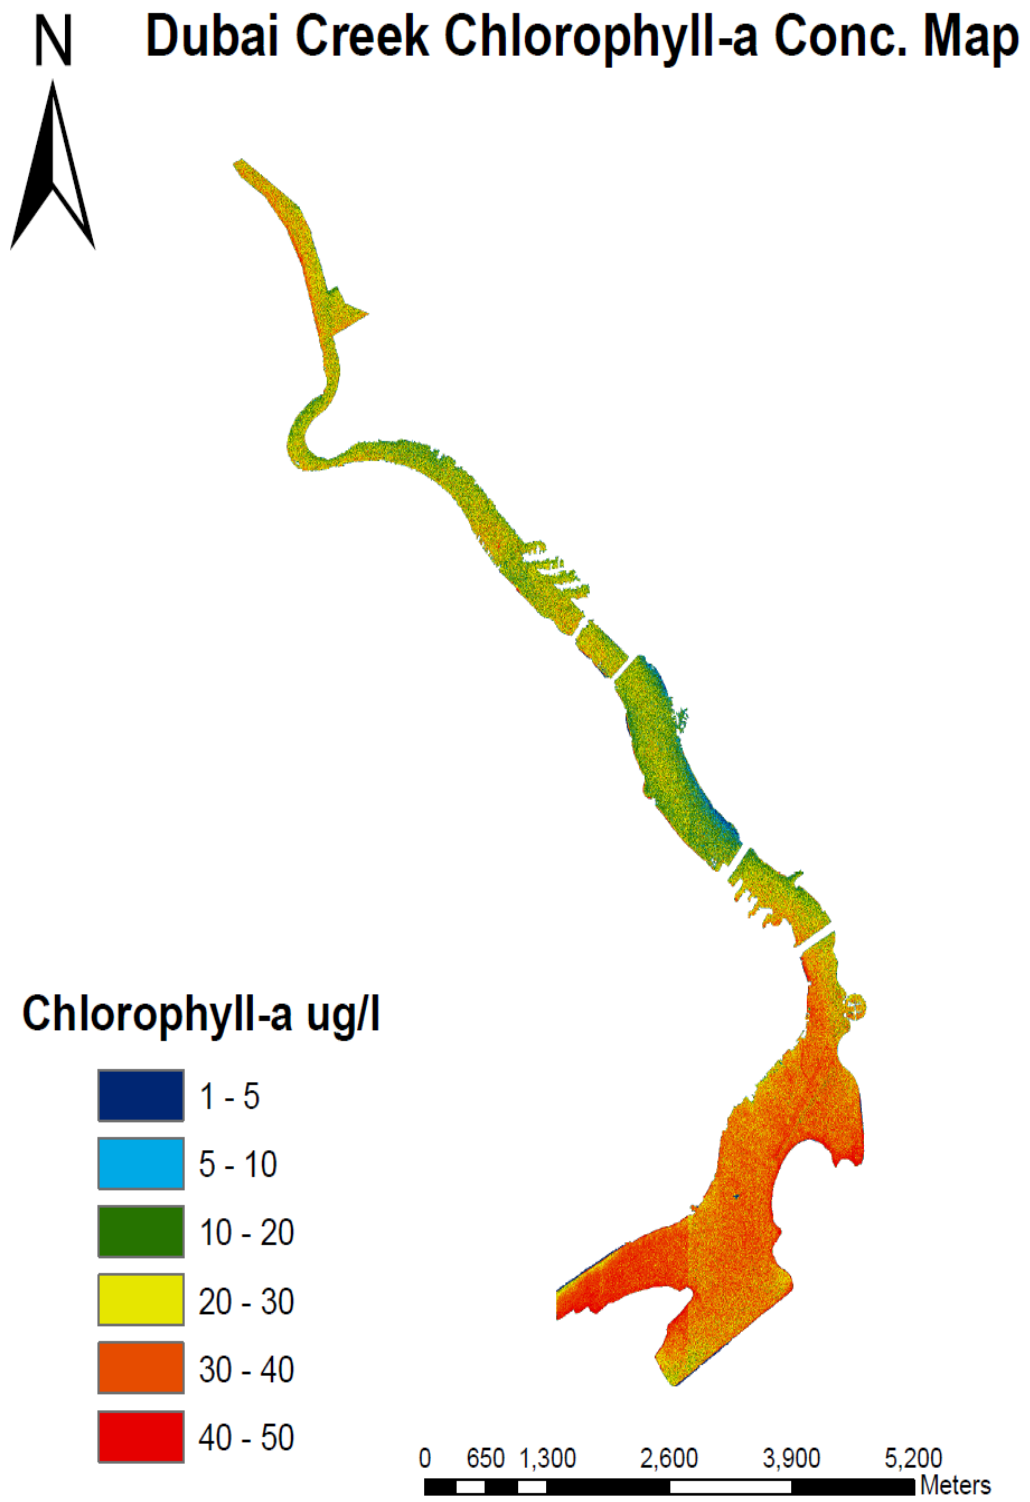 N
Dubai Creek Chlorophyll-a Conc. Map
Chlorophyll-a ug/l
1 - 5
5 - 10
10 - 20
20 - 30
30 - 40
40 - 50
0 650 1,300 2,600 3,900 5,200
Meters